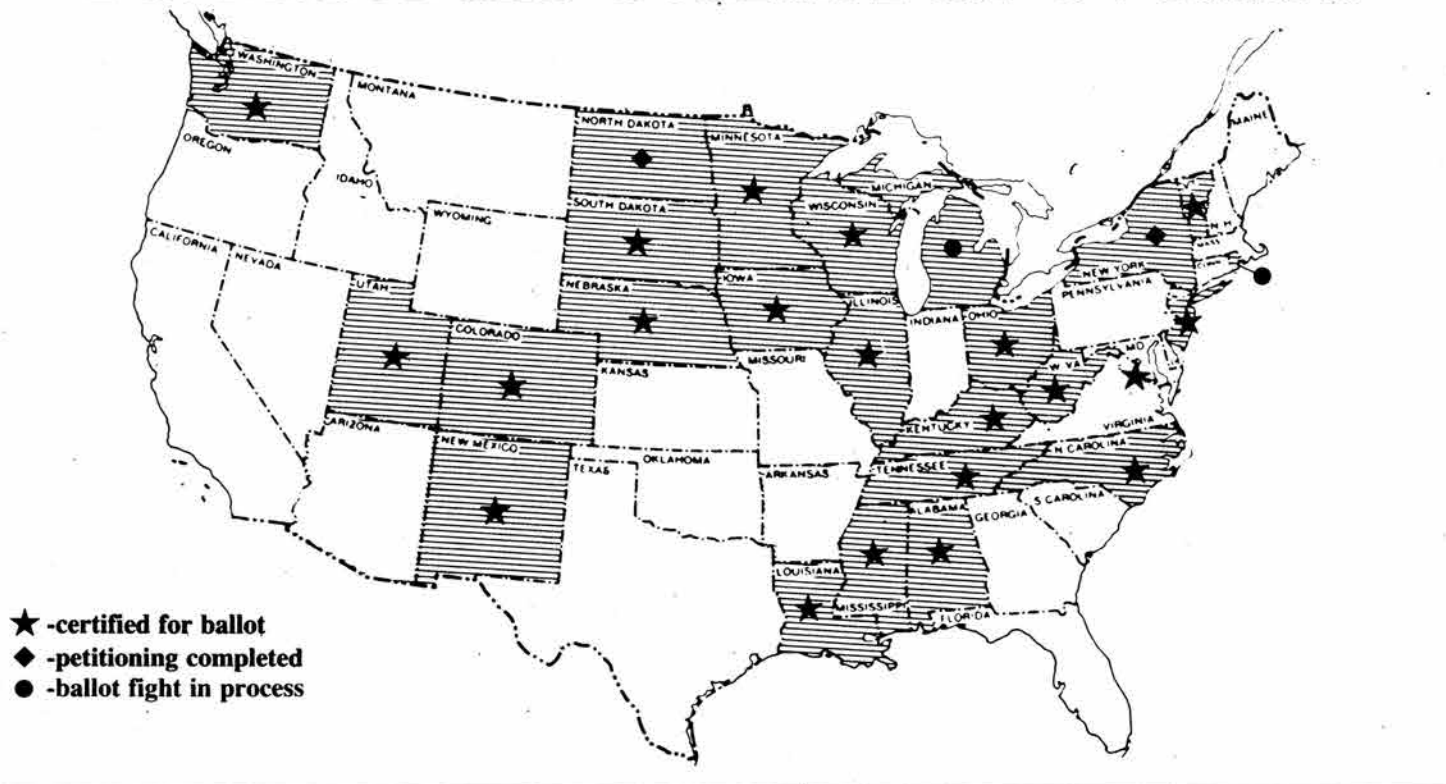 WASHINGTON
MONTANA
NORTH DAKOTA
MINNESOTA
MAINE
OREGON
IDAHO
MICHIGAN
VT
SOUTH DAKOTA
WISCONSIN
WYOMING
N.H.
MASS
CALIFORNIA
NEVADA
NEW YORK
CONN
UTAH
NEBRASKA
IOWA
PENNSYLVANIA
ILLINOIS
INDIANA
OHIO
COLORADO
MD
MISSOURI
W VA
KANSAS
ARIZONA
KENTUCKY
VIRGINIA
NEW MEXICO
N CAROLINA
OKLAHOMA
TEXAS
ARKANSAS
TENNESSEE
S CAROLINA
ALABAMA
GEORGIA
LOUISIANA
MISSISSIPPI
FLORIDA
★ -certified for ballot
◆ -petitioning completed
● -ballot fight in process